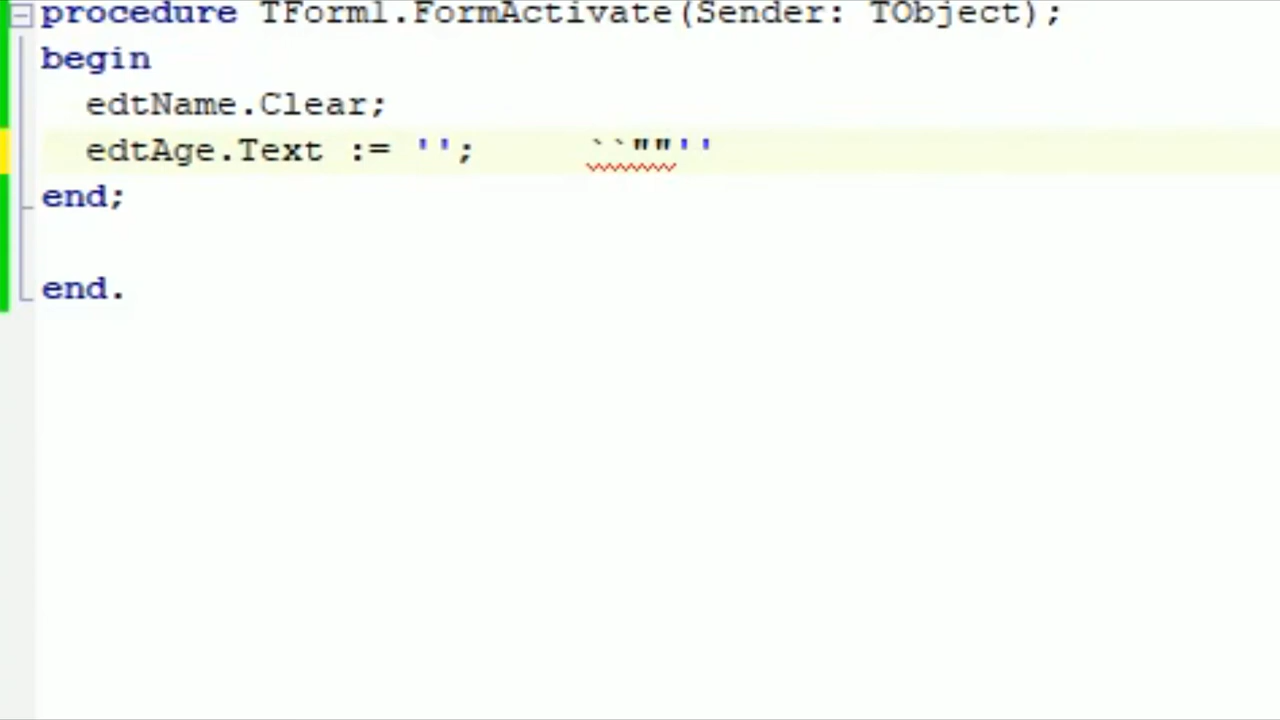 procedure TForm1.FormActivate(Sender: TObject);
begin
  edtName.Clear;
  edtAge.Text := '';     ``""''
end;
end.